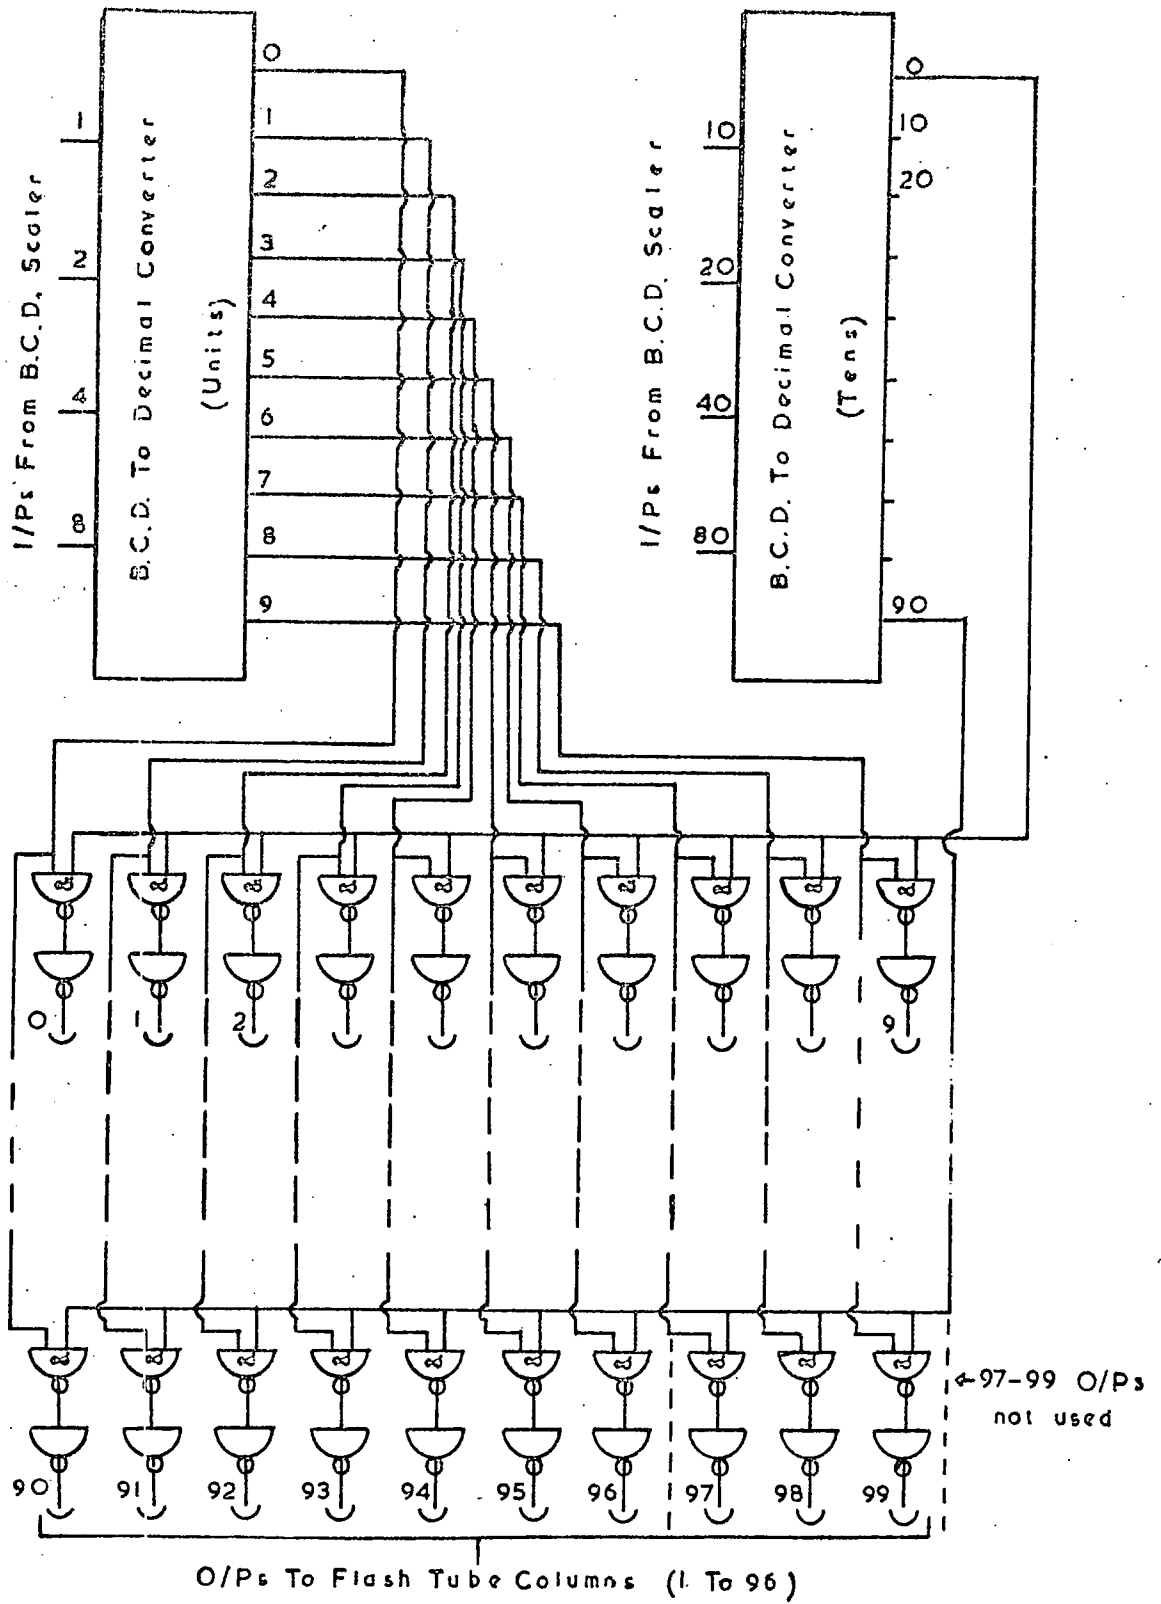 I/Ps From B.C.D. Scaler
1
2
4
8
B.C.D. To Decimal Converter
(Units)
0
1
2
3
4
5
6
7
8
9
I/Ps From B.C.D. Scaler
10
20
40
80
B.C.D. To Decimal Converter
(Tens)
0
10
20
90
& & & & & & & & & &
0 1 2 9
& & & & & & & & & &
90 91 92 93 94 95 96 97 98 99
←97-99 O/Ps
not used
O/Ps To Flash Tube Columns (1 To 96)